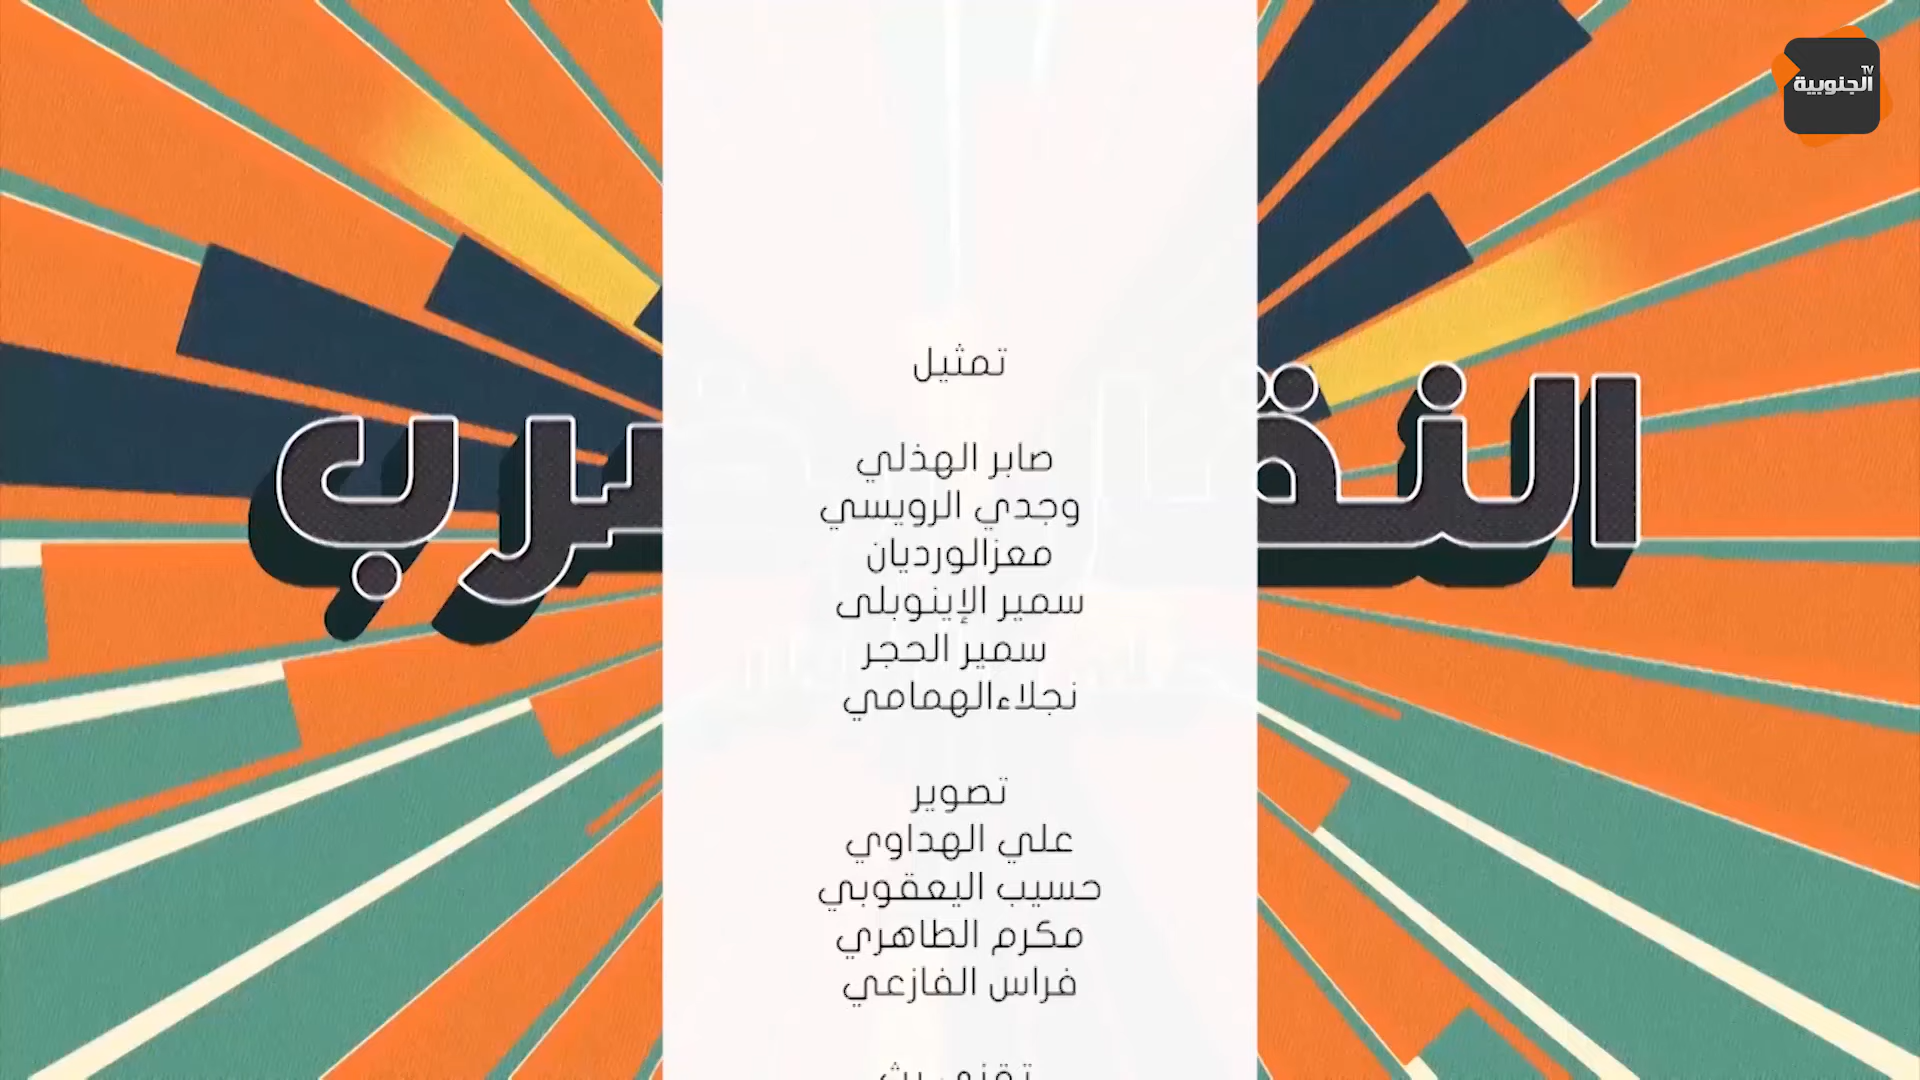 الجنوبية TV
تمثيل
صابر الهذلي
وجدي الرويسي
معزالورديان
سمير الإينوبلى
سمير الحجر
نجلاءالهمامي
تصوير
علي الهداوي
حسيب اليعقوبي
مكرم الطاهري
فراس الفازعي